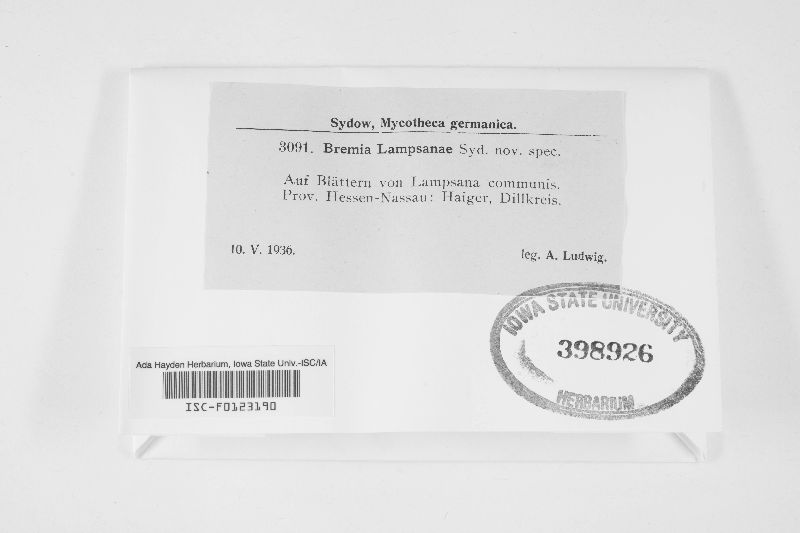 Sydow, Mycotheca germanica.
3091. Bremia Lampsanae Syd. nov. spec.
Auf Blättern von Lampsana communis.
Prov. Hessen-Nassau: Haiger, Dillkreis.
10. V. 1936. leg. A. Ludwig.
IOWA STATE UNIVERSITY
398926
HERBARIUM
Ada Hayden Herbarium, Iowa State Univ.-ISC/IA
ISC-F0123190